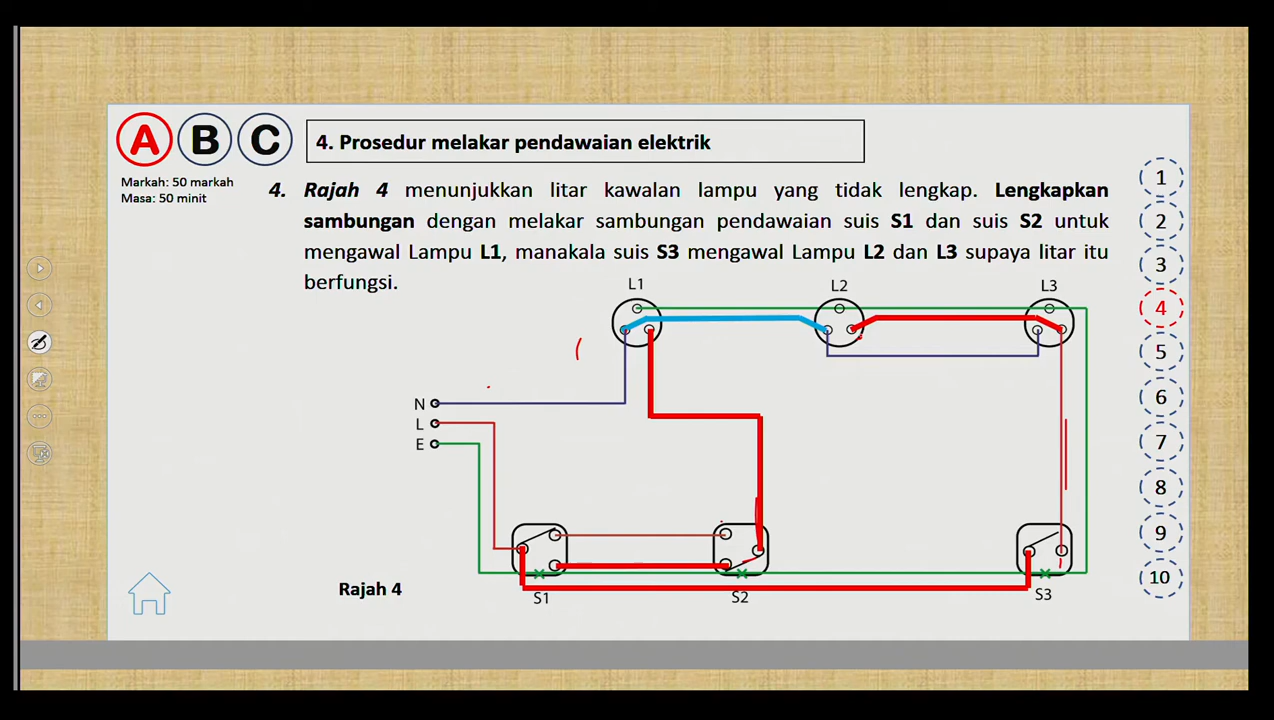 A B C
4. Prosedur melakar pendawaian elektrik
Markah: 50 markah
Masa: 50 minit
4. Rajah 4 menunjukkan litar kawalan lampu yang tidak lengkap. Lengkapkan
sambungan dengan melakar sambungan pendawaian suis S1 dan suis S2 untuk
mengawal Lampu L1, manakala suis S3 mengawal Lampu L2 dan L3 supaya litar itu
berfungsi.
L1 L2 L3
N
L
E
Rajah 4
S1 S2 S3
1
2
3
4
5
6
7
8
9
10